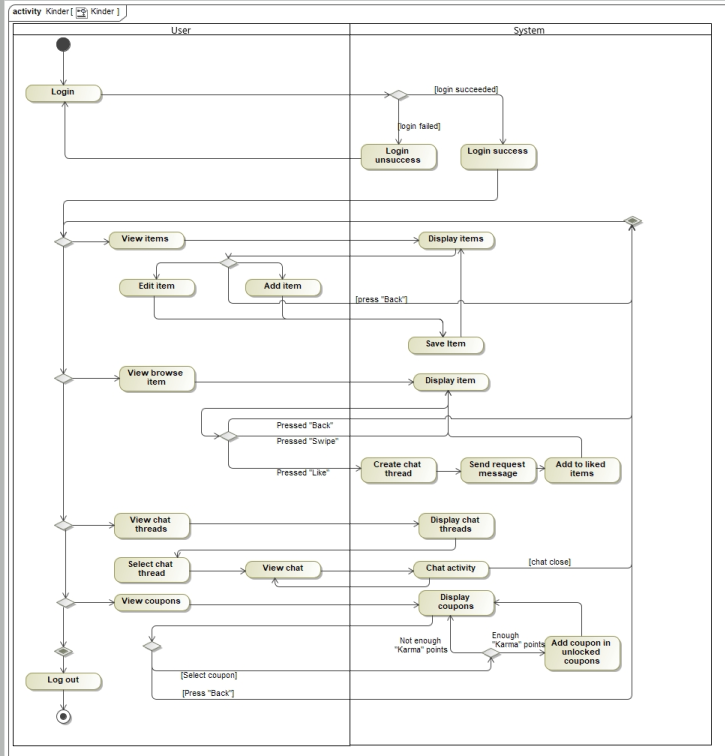 activity Kinder [ Kinder ]
User
System
Login
[login succeeded]
[login failed]
Login
unsuccess
Login success
View items
Display items
Edit item
Add item
[press "Back"]
Save Item
View browse
item
Display item
Pressed "Back"
Pressed "Swipe"
Pressed "Like"
Create chat
thread
Send request
message
Add to liked
items
View chat
threads
Display chat
threads
Select chat
thread
View chat
Chat activity
[chat close]
View coupons
Display
coupons
Not enough
"Karma" points
Enough
"Karma" points
Add coupon in
unlocked
coupons
[Select coupon]
Log out
[Press "Back"]